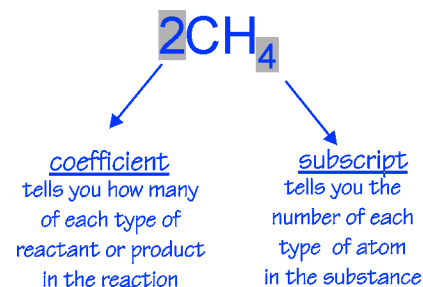 2CH₄
coefficient
tells you how many
of each type of
reactant or product
in the reaction
subscript
tells you the
number of each
type of atom
in the substance